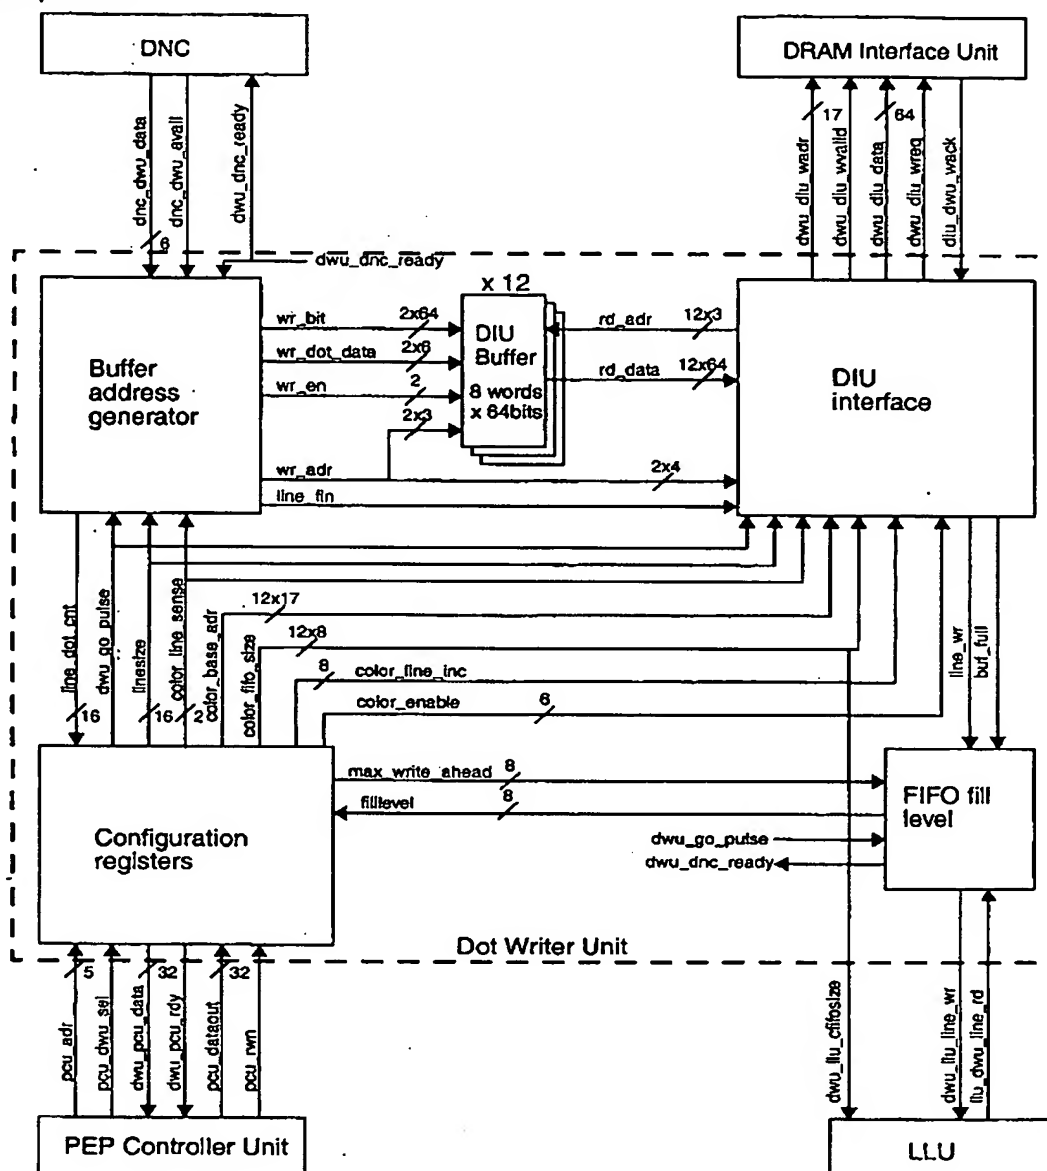 DNC
DRAM Interface Unit
dnc_dwu_data
dnc_dwu_avail
dwu_dnc_ready
6
dwu_diu_wadr
17
dwu_diu_wvalid
dwu_diu_data
64
dwu_diu_wreq
diu_dwu_wack
dwu_dnc_ready
x 12
Buffer
address
generator
wr_bit
2x64
wr_dot_data
2x6
wr_en
2
2x3
wr_adr
2x4
line_fin
DIU
Buffer
8 words
x 64bits
rd_adr
12x3
rd_data
12x64
DIU
interface
line_dot_cnt
16
dwu_go_pulse
linesize
16
color_line_sense
2
color_base_adr
12x17
color_fifo_size
12x8
8
color_line_inc
color_enable
6
line_wr
buf_full
Configuration
registers
max_write_ahead
8
filllevel
8
dwu_go_pulse
dwu_dnc_ready
FIFO fill
level
Dot Writer Unit
5
32
32
pcu_adr
pcu_dwu_sel
dwu_pcu_data
dwu_pcu_rdy
pcu_dataout
pcu_rwn
dwu_llu_cfifosize
dwu_llu_line_wr
llu_dwu_line_rd
PEP Controller Unit
LLU